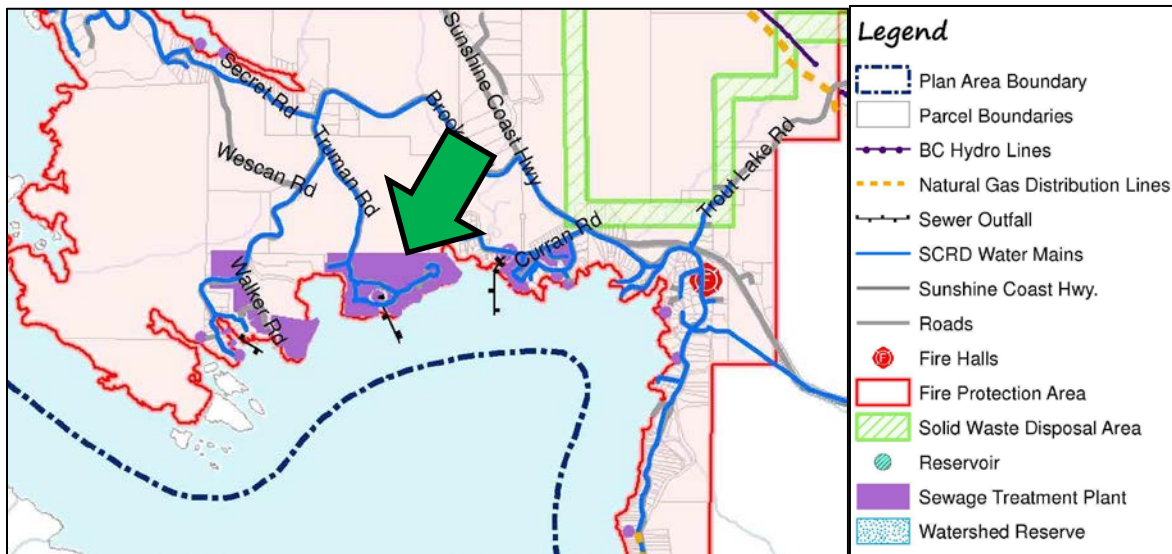 Secret Rd
Sunshine Coast Hwy
Brook
Truman Rd
Wescan Rd
Trout Lake Rd
Curran Rd
Walker Rd
F
Legend
Plan Area Boundary
Parcel Boundaries
BC Hydro Lines
Natural Gas Distribution Lines
Sewer Outfall
SCRD Water Mains
Sunshine Coast Hwy.
Roads
F
Fire Halls
Fire Protection Area
Solid Waste Disposal Area
Reservoir
Sewage Treatment Plant
Watershed Reserve